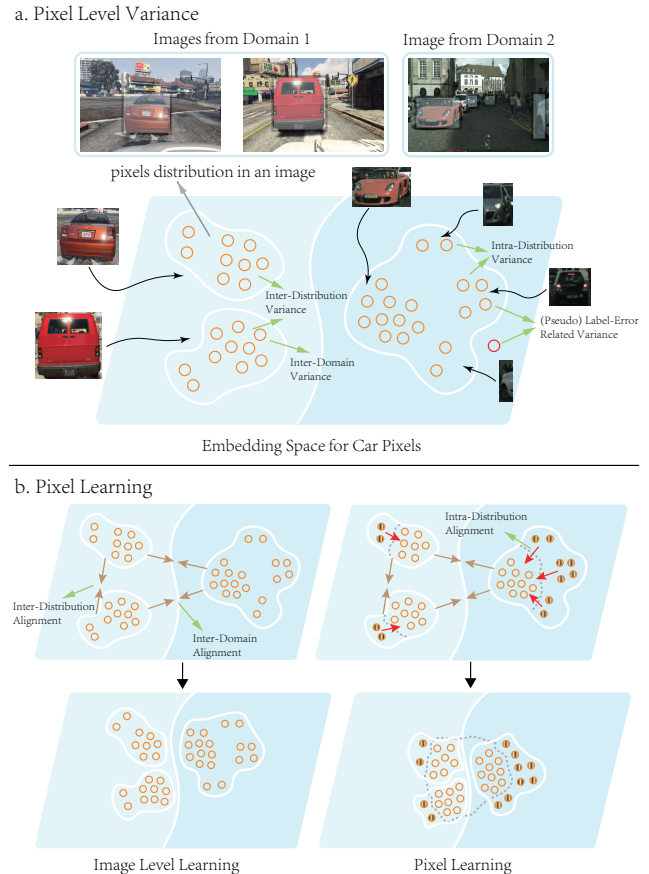 a. Pixel Level Variance
Images from Domain 1
Image from Domain 2
pixels distribution in an image
Intra-Distribution
Variance
Inter-Distribution
Variance
(Pseudo) Label-Error
Related Variance
Inter-Domain
Variance
Embedding Space for Car Pixels
b. Pixel Learning
Intra-Distribution
Alignment
Inter-Distribution
Alignment
Inter-Domain
Alignment
Image Level Learning
Pixel Learning